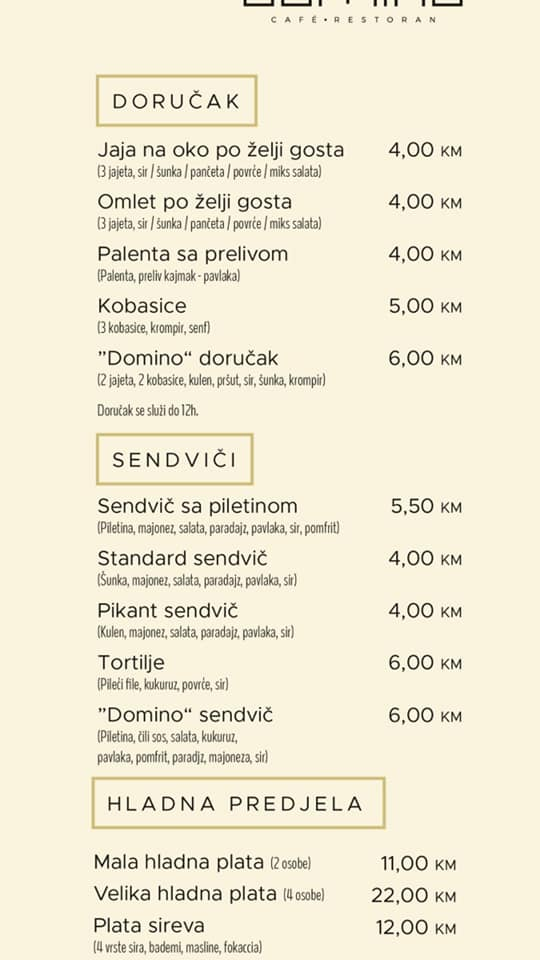 CAFÉ•RESTORAN
DORUČAK
Jaja na oko po želji gosta 4,00 KM
(3 jajeta, sir / šunka / pančeta / povrće / miks salata)
Omlet po želji gosta 4,00 KM
(3 jajeta, sir / šunka / pančeta / povrće / miks salata)
Palenta sa prelivom 4,00 KM
(Palenta, preliv kajmak - pavlaka)
Kobasice 5,00 KM
(3 kobasice, krompir, senf)
”Domino“ doručak 6,00 KM
(2 jajeta, 2 kobasice, kulen, pršut, sir, šunka, krompir)
Doručak se služi do 12h.
SENDVIČI
Sendvič sa piletinom 5,50 KM
(Piletina, majonez, salata, paradajz, pavlaka, sir, pomfrit)
Standard sendvič 4,00 KM
(Šunka, majonez, salata, paradajz, pavlaka, sir)
Pikant sendvič 4,00 KM
(Kulen, majonez, salata, paradajz, pavlaka, sir)
Tortilje 6,00 KM
(Pileći file, kukuruz, povrće, sir)
”Domino“ sendvič 6,00 KM
(Piletina, čili sos, salata, kukuruz,
pavlaka, pomfrit, paradjz, majoneza, sir)
HLADNA PREDJELA
Mala hladna plata (2 osobe) 11,00 KM
Velika hladna plata (4 osobe) 22,00 KM
Plata sireva 12,00 KM
(4 vrste sira, bademi, masline, fokaccia)